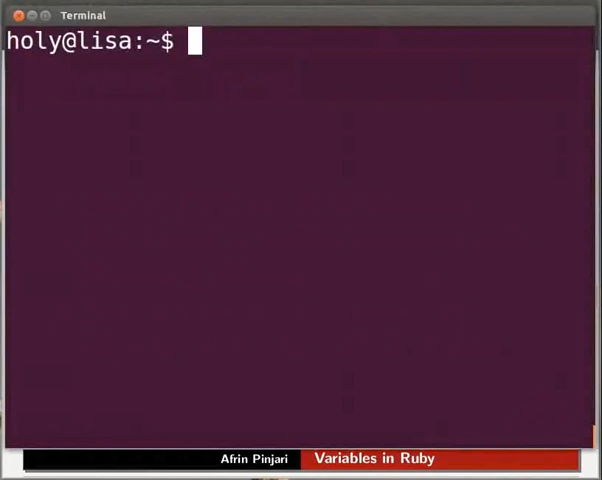 Terminal
holy@lisa:~$
Afrin Pinjari
Variables in Ruby